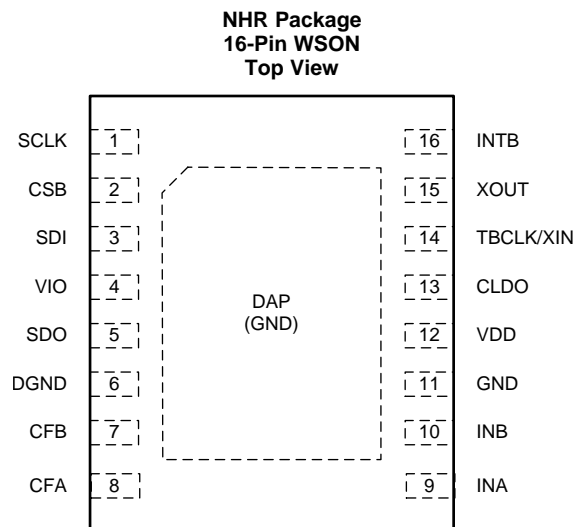 NHR Package
16-Pin WSON
Top View
SCLK 1 16 INTB
CSB 2 15 XOUT
SDI 3 14 TBCLK/XIN
VIO 4 13 CLDO
DAP
(GND)
SDO 5 12 VDD
DGND 6 11 GND
CFB 7 10 INB
CFA 8 9 INA